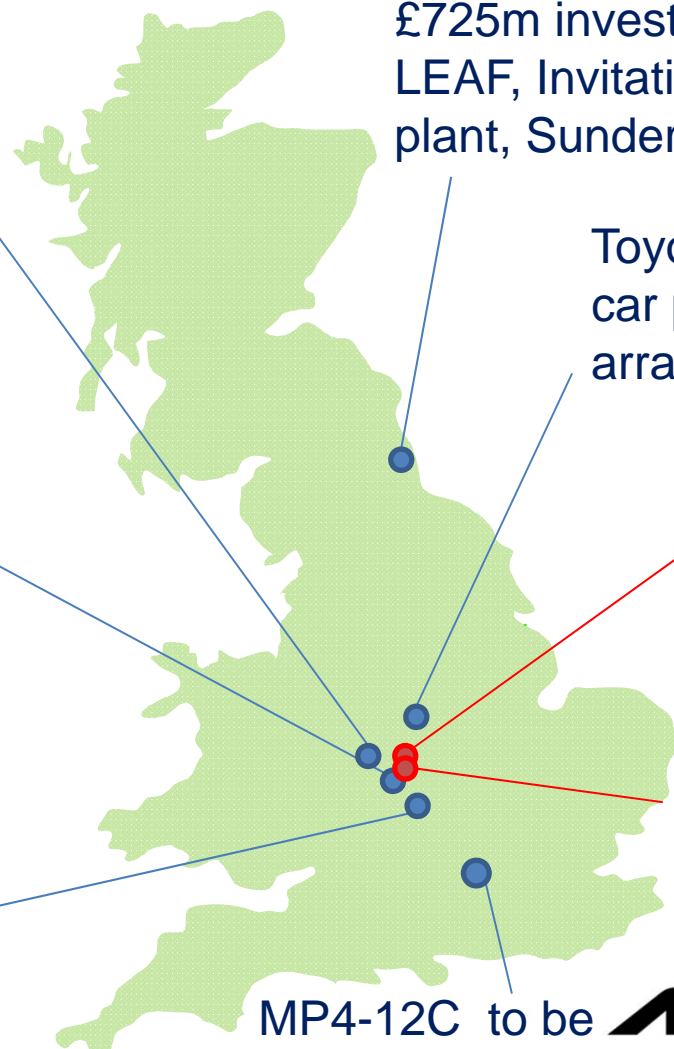 £725m invest
LEAF, Invitati
plant, Sunder
Toyo
car
arra
MP4-12C to be